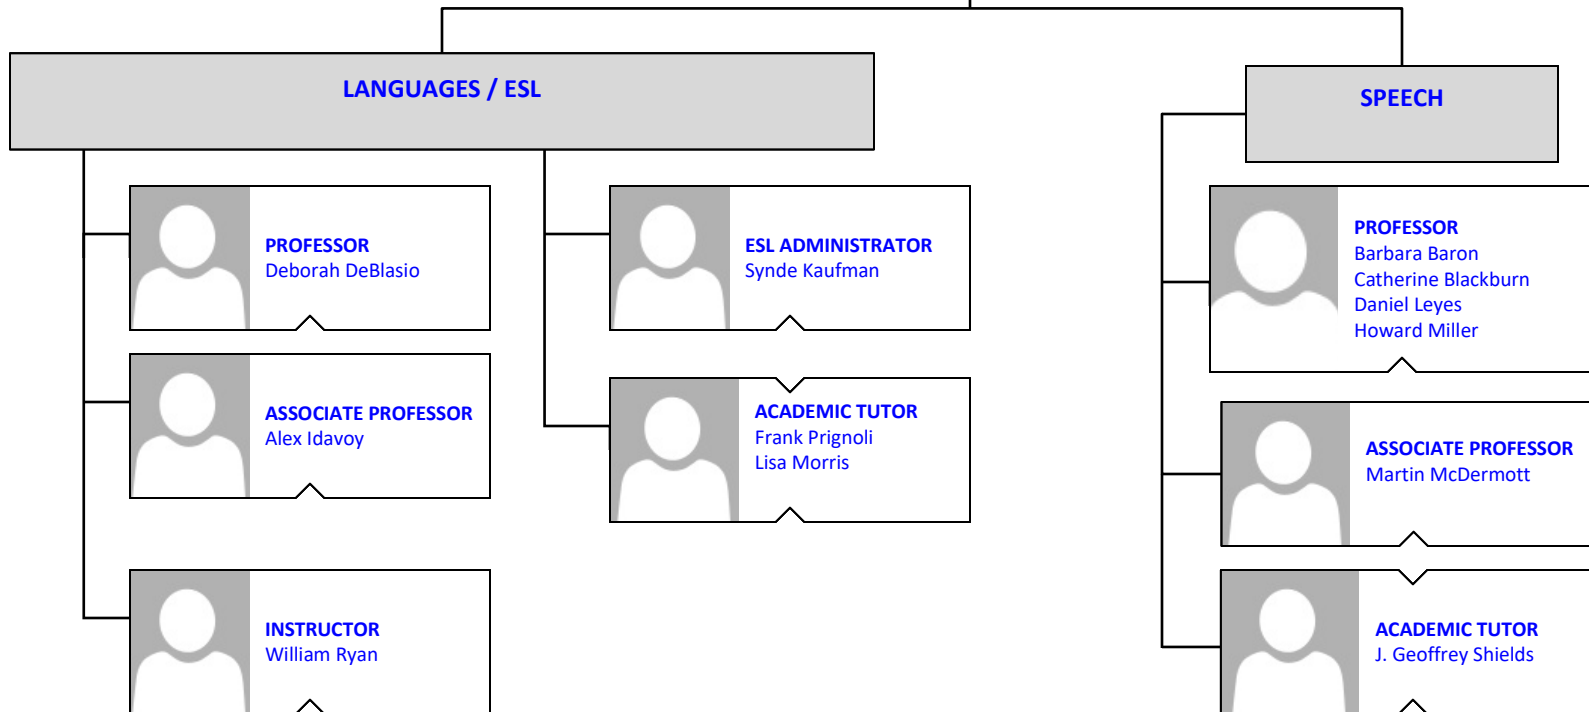 LANGUAGES / ESL
PROFESSOR
Deborah DeBlasio
ASSOCIATE PROFESSOR
Alex Idavoy
INSTRUCTOR
William Ryan
ESL ADMINISTRATOR
Synde Kaufman
ACADEMIC TUTOR
Frank Prignoli
Lisa Morris
SPEECH
PROFESSOR
Barbara Baron
Catherine Blackburn
Daniel Leyes
Howard Miller
ASSOCIATE PROFESSOR
Martin McDermott
ACADEMIC TUTOR
J. Geoffrey Shields